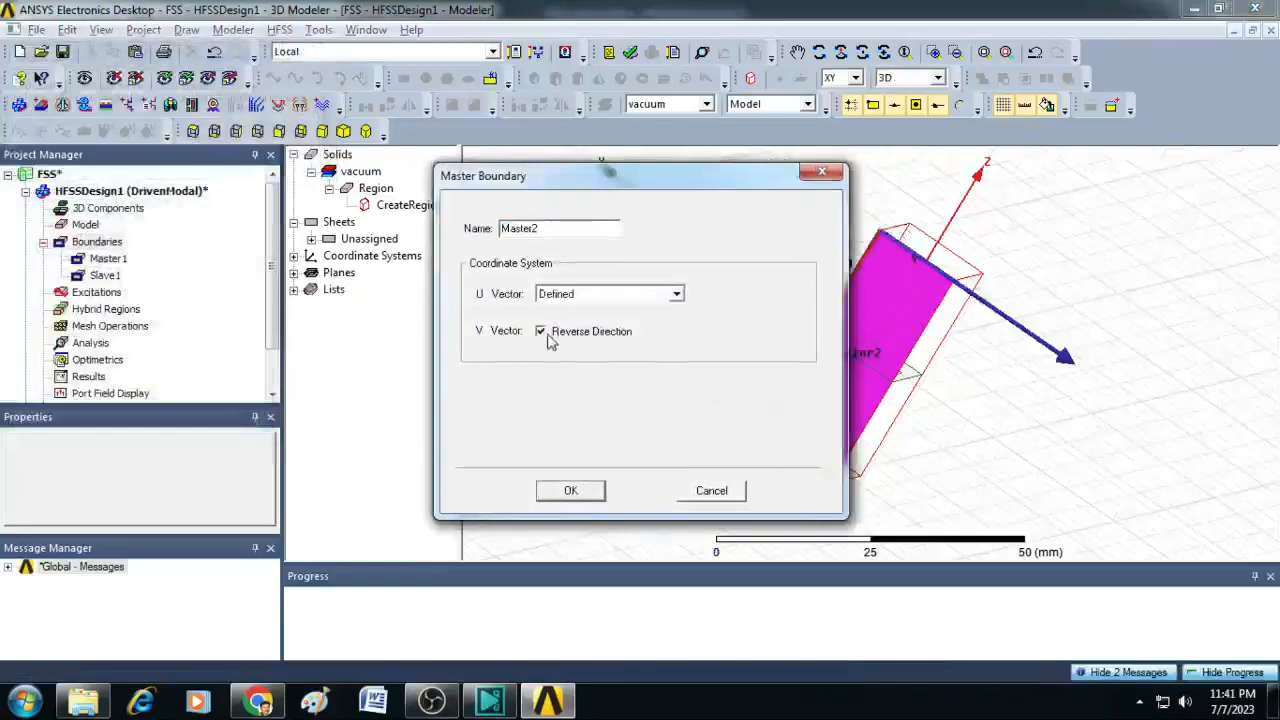 ANSYS Electronics Desktop - FSS - HFSSDesign1 - 3D Modeler - [FSS - HFSSDesign1 - Modeler]
File Edit View Project Draw Modeler HFSS Tools Window Help
Local
XY 3D
vacuum Model
Project Manager
FSS*
HFSSDesign1 (DrivenModal)*
3D Components
Model
Boundaries
Master1
Slave1
Excitations
Hybrid Regions
Mesh Operations
Analysis
Optimetrics
Results
Port Field Display
Properties
Message Manager
*Global - Messages
Solids
vacuum
Region
CreateRegi
Sheets
Unassigned
Coordinate Systems
Planes
Lists
Master Boundary
Name: Master2
Coordinate System
U Vector: Defined
V Vector: Reverse Direction
OK Cancel
Z
0 25 50 (mm)
Progress
Hide 2 Messages Hide Progress
11:41 PM
7/7/2023